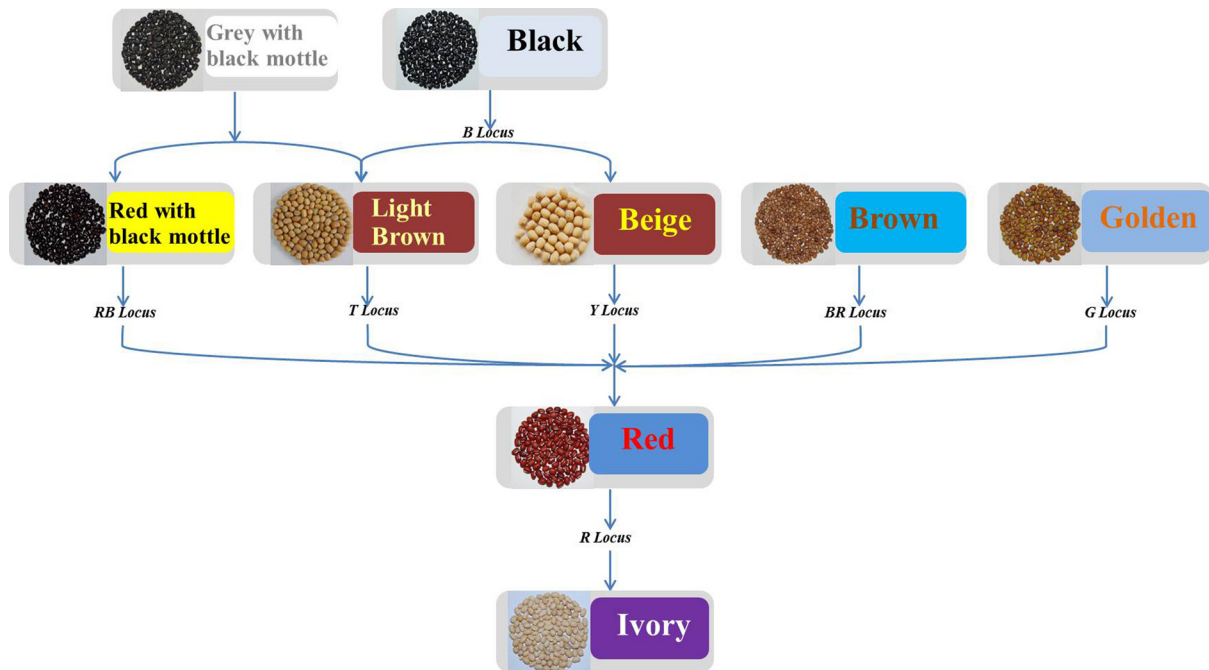 Grey with
black mottle
Black
B Locus
Red with
black mottle
Light
Brown
Beige
Brown
Golden
RB Locus
T Locus
Y Locus
BR Locus
G Locus
Red
R Locus
Ivory